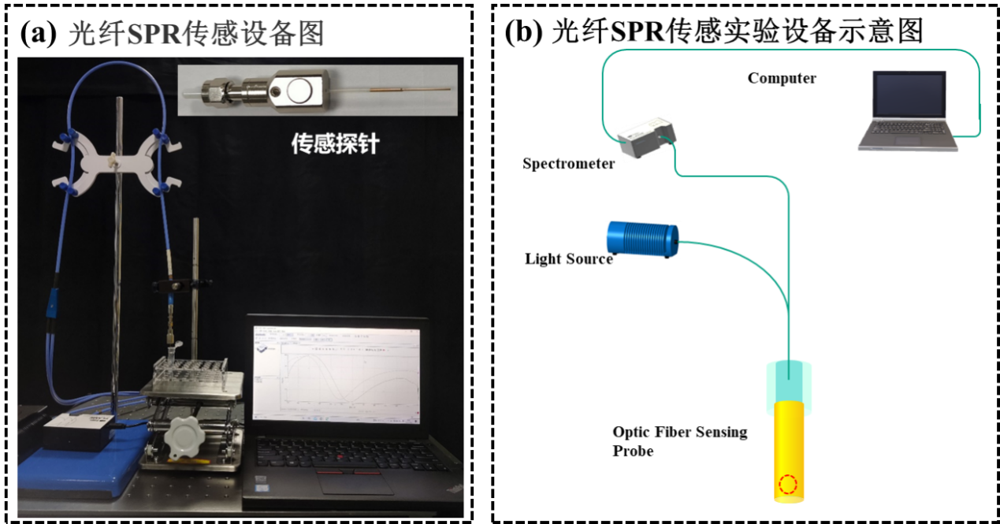 (a) 光纤SPR传感设备图
传感探针
(b) 光纤SPR传感实验设备示意图
Computer
Spectrometer
Light Source
Optic Fiber Sensing
Probe